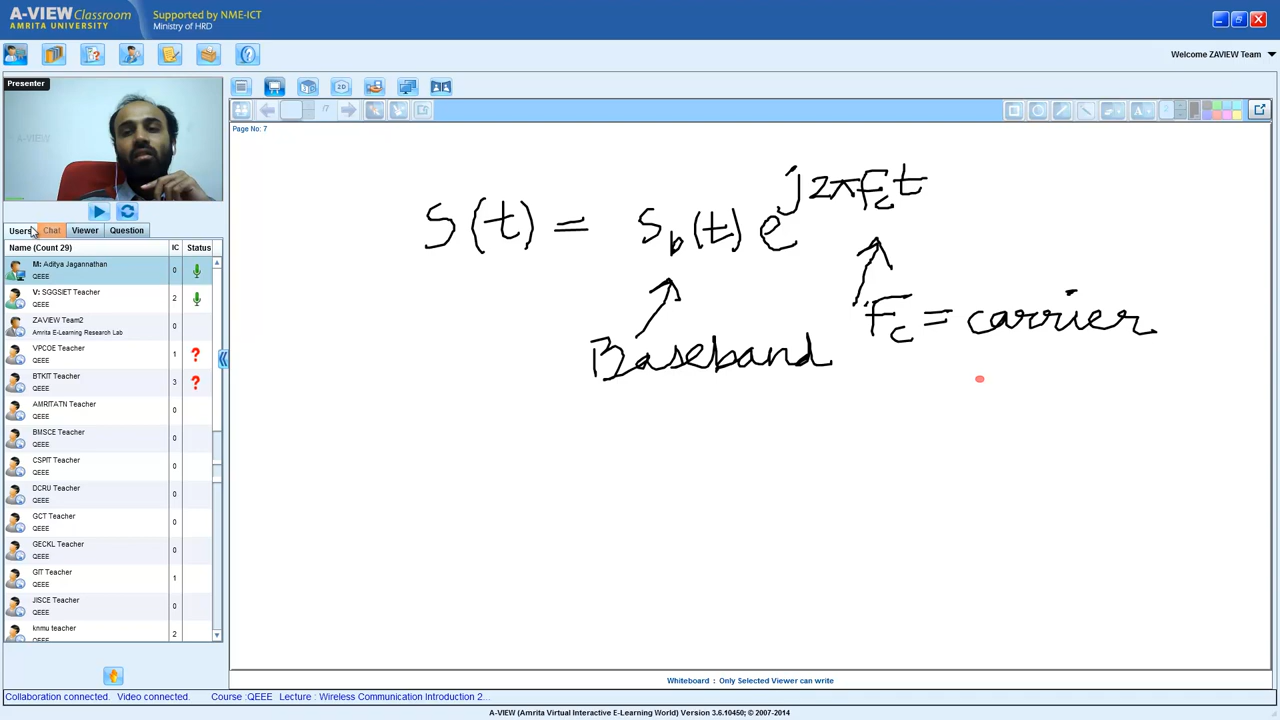 A-VIEW Classroom
AMRITA UNIVERSITY
Supported by NME-ICT
Ministry of HRD
Welcome ZAVIEW Team
Presenter
A-VIEW
Page No: 7
S(t) = S_b(t) e^{j2πF_c t}
Baseband
F_c = carrier
Users
Chat
Viewer
Question
Name (Count 29) IC Status
M: Aditya Jagannathan 0
QEEE
V: SGGSIET Teacher 2
QEEE
ZAVIEW Team2 0
Amrita E-Learning Research Lab
VPCOE Teacher 1 ?
QEEE
BTKIT Teacher 3 ?
QEEE
AMRITATN Teacher 0
QEEE
BMSCE Teacher 0
QEEE
CSPIT Teacher 0
QEEE
DCRU Teacher 0
QEEE
GCT Teacher 0
QEEE
GECKL Teacher 0
QEEE
GIT Teacher 1
QEEE
JISCE Teacher 0
QEEE
knmu teacher 2
Whiteboard : Only Selected Viewer can write
Collaboration connected. Video connected. Course :QEEE Lecture : Wireless Communication Introduction 2...
A-VIEW (Amrita Virtual Interactive E-Learning World) Version 3.6.10450; © 2007-2014